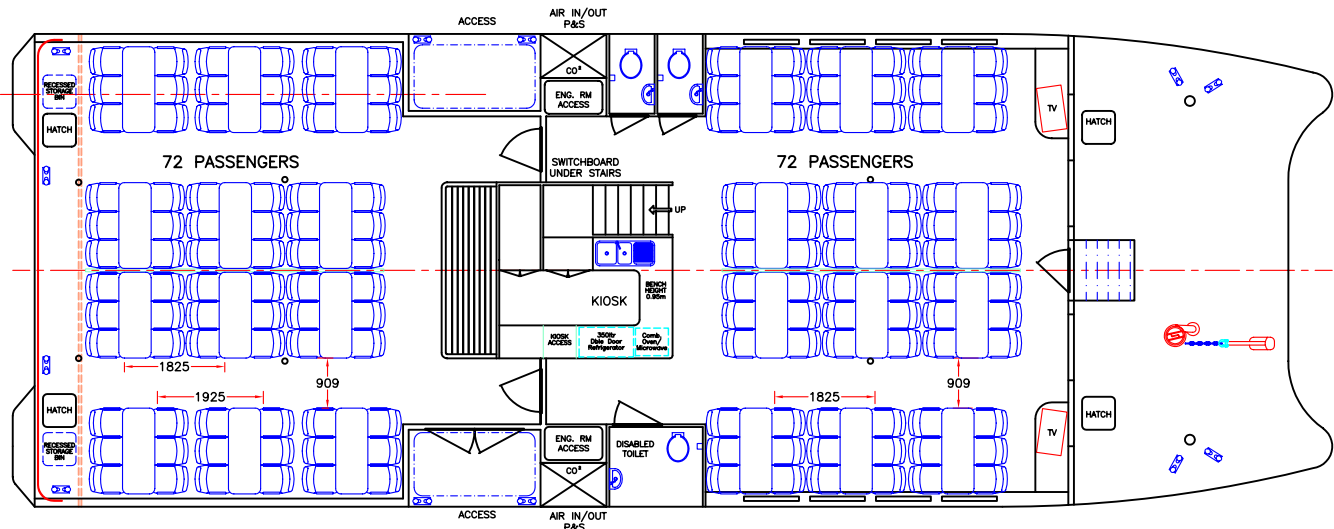 ACCESS
AIR IN/OUT
P&S
CO²
ENG. RM
ACCESS
RECESSED
STORAGE
BIN
HATCH
TV
HATCH
72 PASSENGERS
SWITCHBOARD
UNDER STAIRS
72 PASSENGERS
UP
KIOSK
BENCH
HEIGHT
0.95m
KIOSK
ACCESS
350ltr
Dble Door
Refrigerator
Comb.
Oven/
Microwave
1825
909
1925
1825
909
HATCH
RECESSED
STORAGE
BIN
ENG. RM
ACCESS
CO²
DISABLED
TOILET
TV
HATCH
ACCESS
AIR IN/OUT
P&S